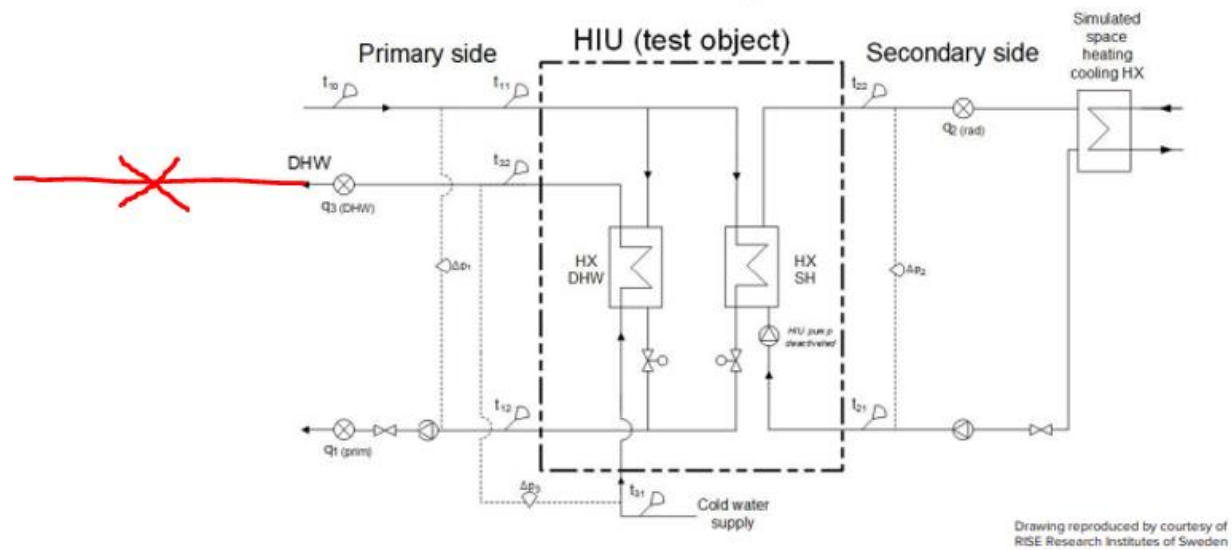 Simulated
space
heating
cooling HX
HIU (test object)
Primary side
Secondary side
t10
t11
t22
q2 (rad)
DHW
t32
q3 (DHW)
Δp1
HX
DHW
HX
SH
Δp2
HIU pump
deactivated
t12
t21
q1 (prim)
Δp3
t31
Cold water
supply
Drawing reproduced by courtesy of
RISE Research Institutes of Sweden